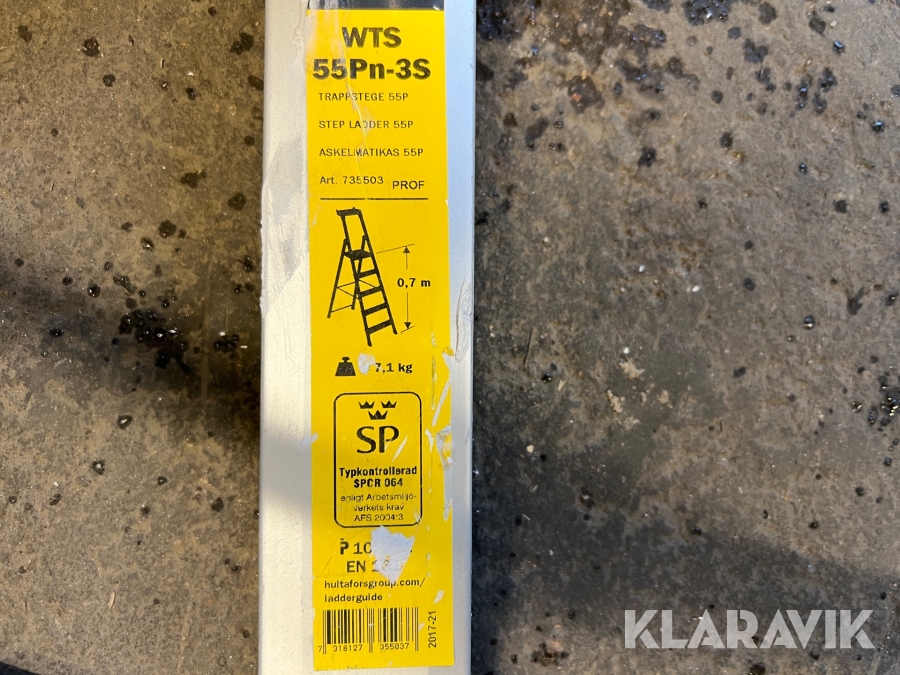 WTS
55Pn-3S
TRAPPSTEGE 55P
STEP LADDER 55P
ASKELMATIKAS 55P
Art. 735503 PROF
0,7 m
7,1 kg
SP
Typkontrollerad
SPCR 064
enligt Arbetsmiljö-
verkets krav
AFS 2004:3
EN
hultaforsgroup.com/
ladderguide
7 318127 355037
2017-21
KLARAVIK